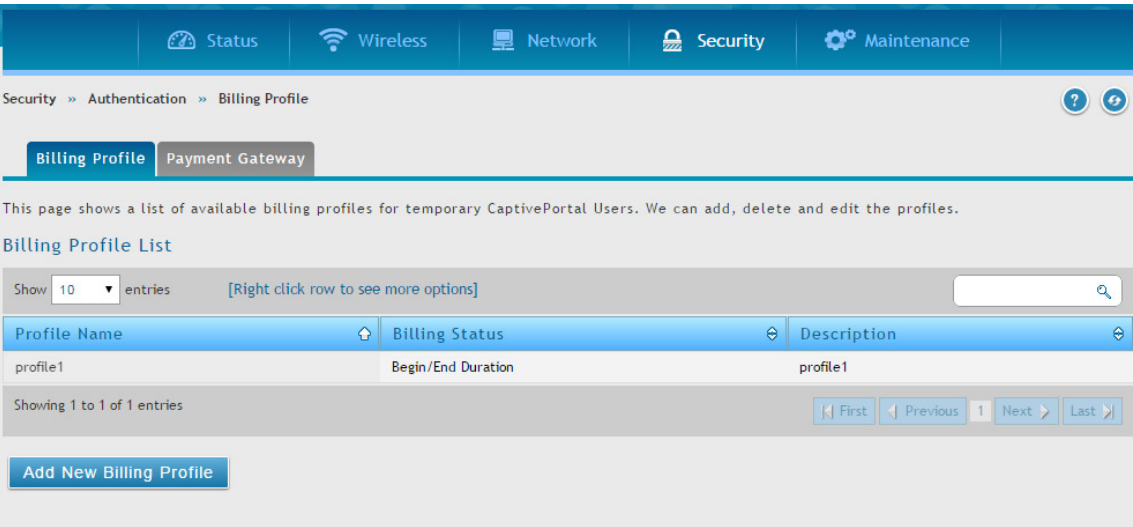 Status Wireless Network Security Maintenance
Security » Authentication » Billing Profile
Billing Profile Payment Gateway
This page shows a list of available billing profiles for temporary CaptivePortal Users. We can add, delete and edit the profiles.
Billing Profile List
Show 10 entries [Right click row to see more options]
Profile Name Billing Status Description
profile1 Begin/End Duration profile1
Showing 1 to 1 of 1 entries First Previous 1 Next Last
Add New Billing Profile